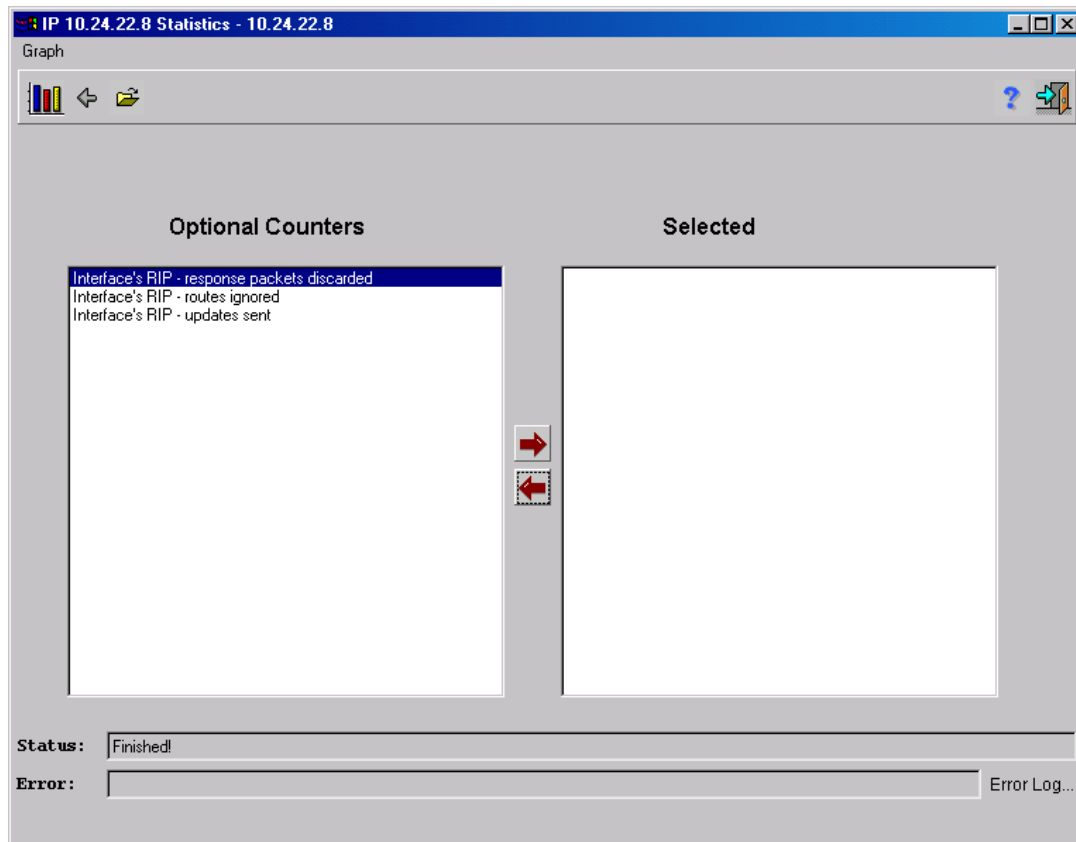 IP 10.24.22.8 Statistics - 10.24.22.8
Graph
?
Optional Counters
Selected
Interface's RIP - response packets discarded
Interface's RIP - routes ignored
Interface's RIP - updates sent
Status:
Finished!
Error:
Error Log...